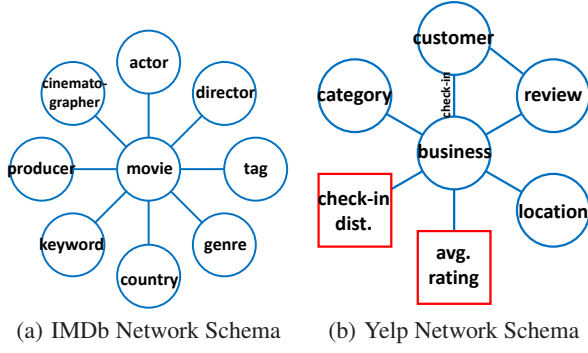 actor
cinemato-
grapher
director
producer
movie
tag
keyword
genre
country
(a) IMDb Network Schema
customer
check-in
category
review
business
check-in
dist.
location
avg.
rating
(b) Yelp Network Schema